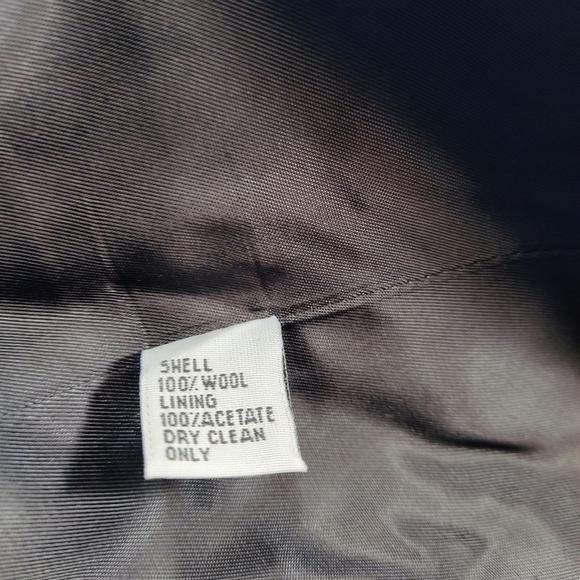 SHELL
100% WOOL
LINING
100%ACETATE
DRY CLEAN
ONLY